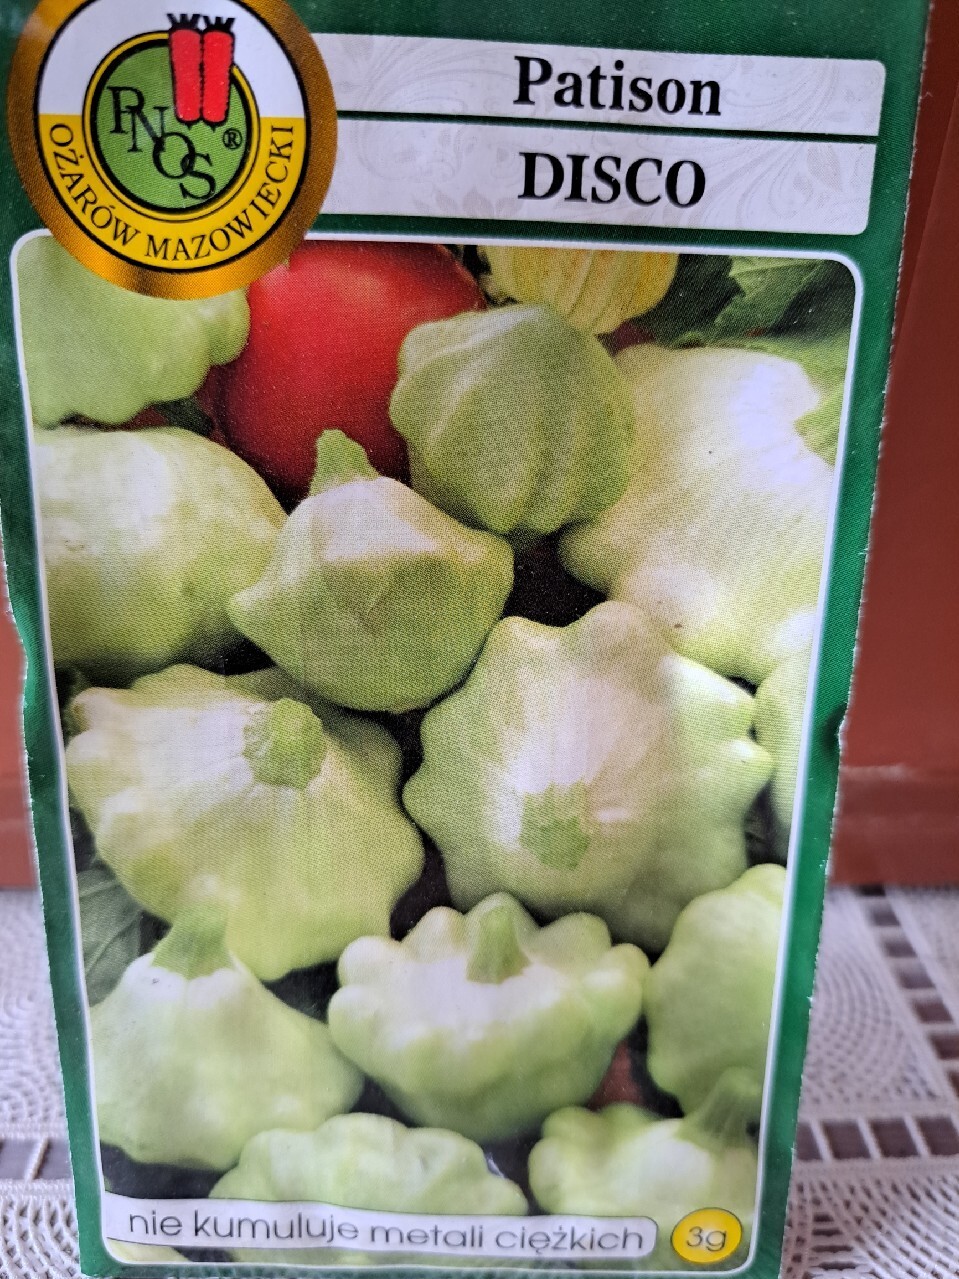 PNOS®
OŻARÓW MAZOWIECKI
Patison
DISCO
nie kumuluje metali ciężkich
3g